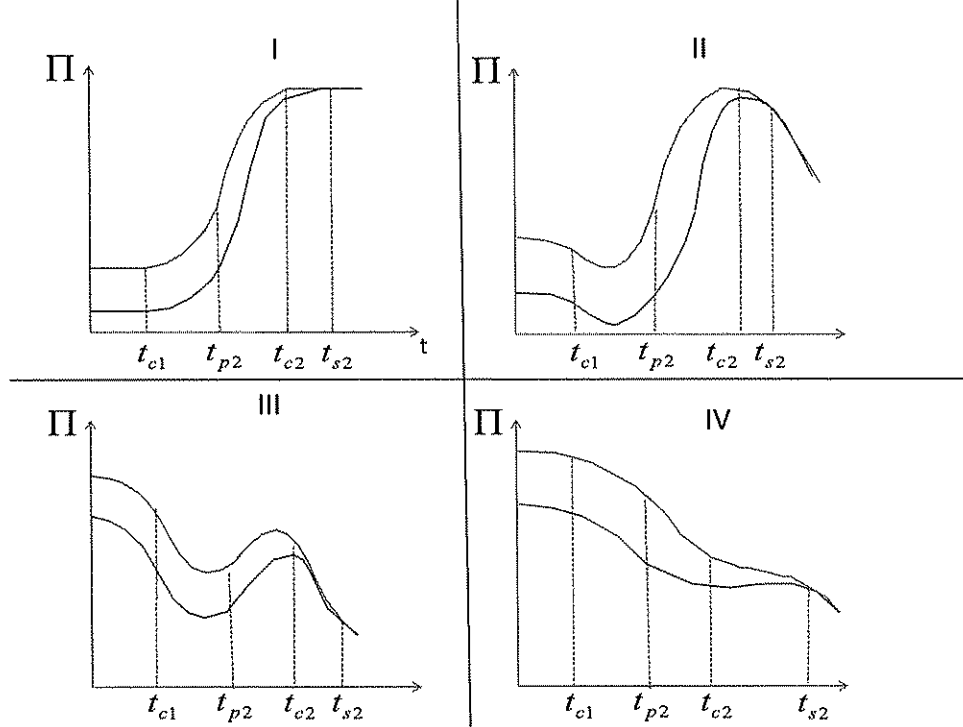 I
II
Π
Π
t
t_{c1} t_{p2} t_{c2} t_{s2}
t_{c1} t_{p2} t_{c2} t_{s2}
III
IV
Π
Π
t_{c1} t_{p2} t_{c2} t_{s2}
t_{c1} t_{p2} t_{c2} t_{s2}